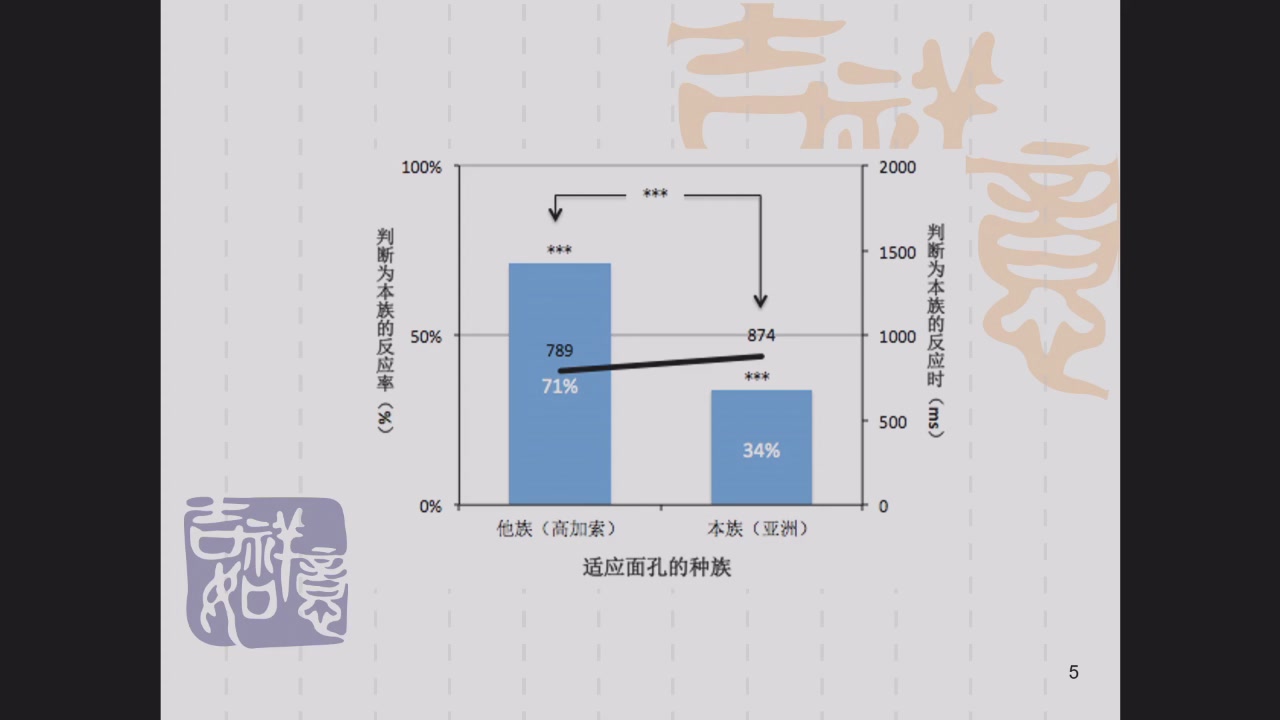 吉祥
意
100%
50%
0%
判断为本族的反应率（%）
2000
1500
1000
500
0
判断为本族的反应时（ms）
***
***
789
71%
874
***
34%
他族（高加索）
本族（亚洲）
适应面孔的种族
吉祥
如意
5